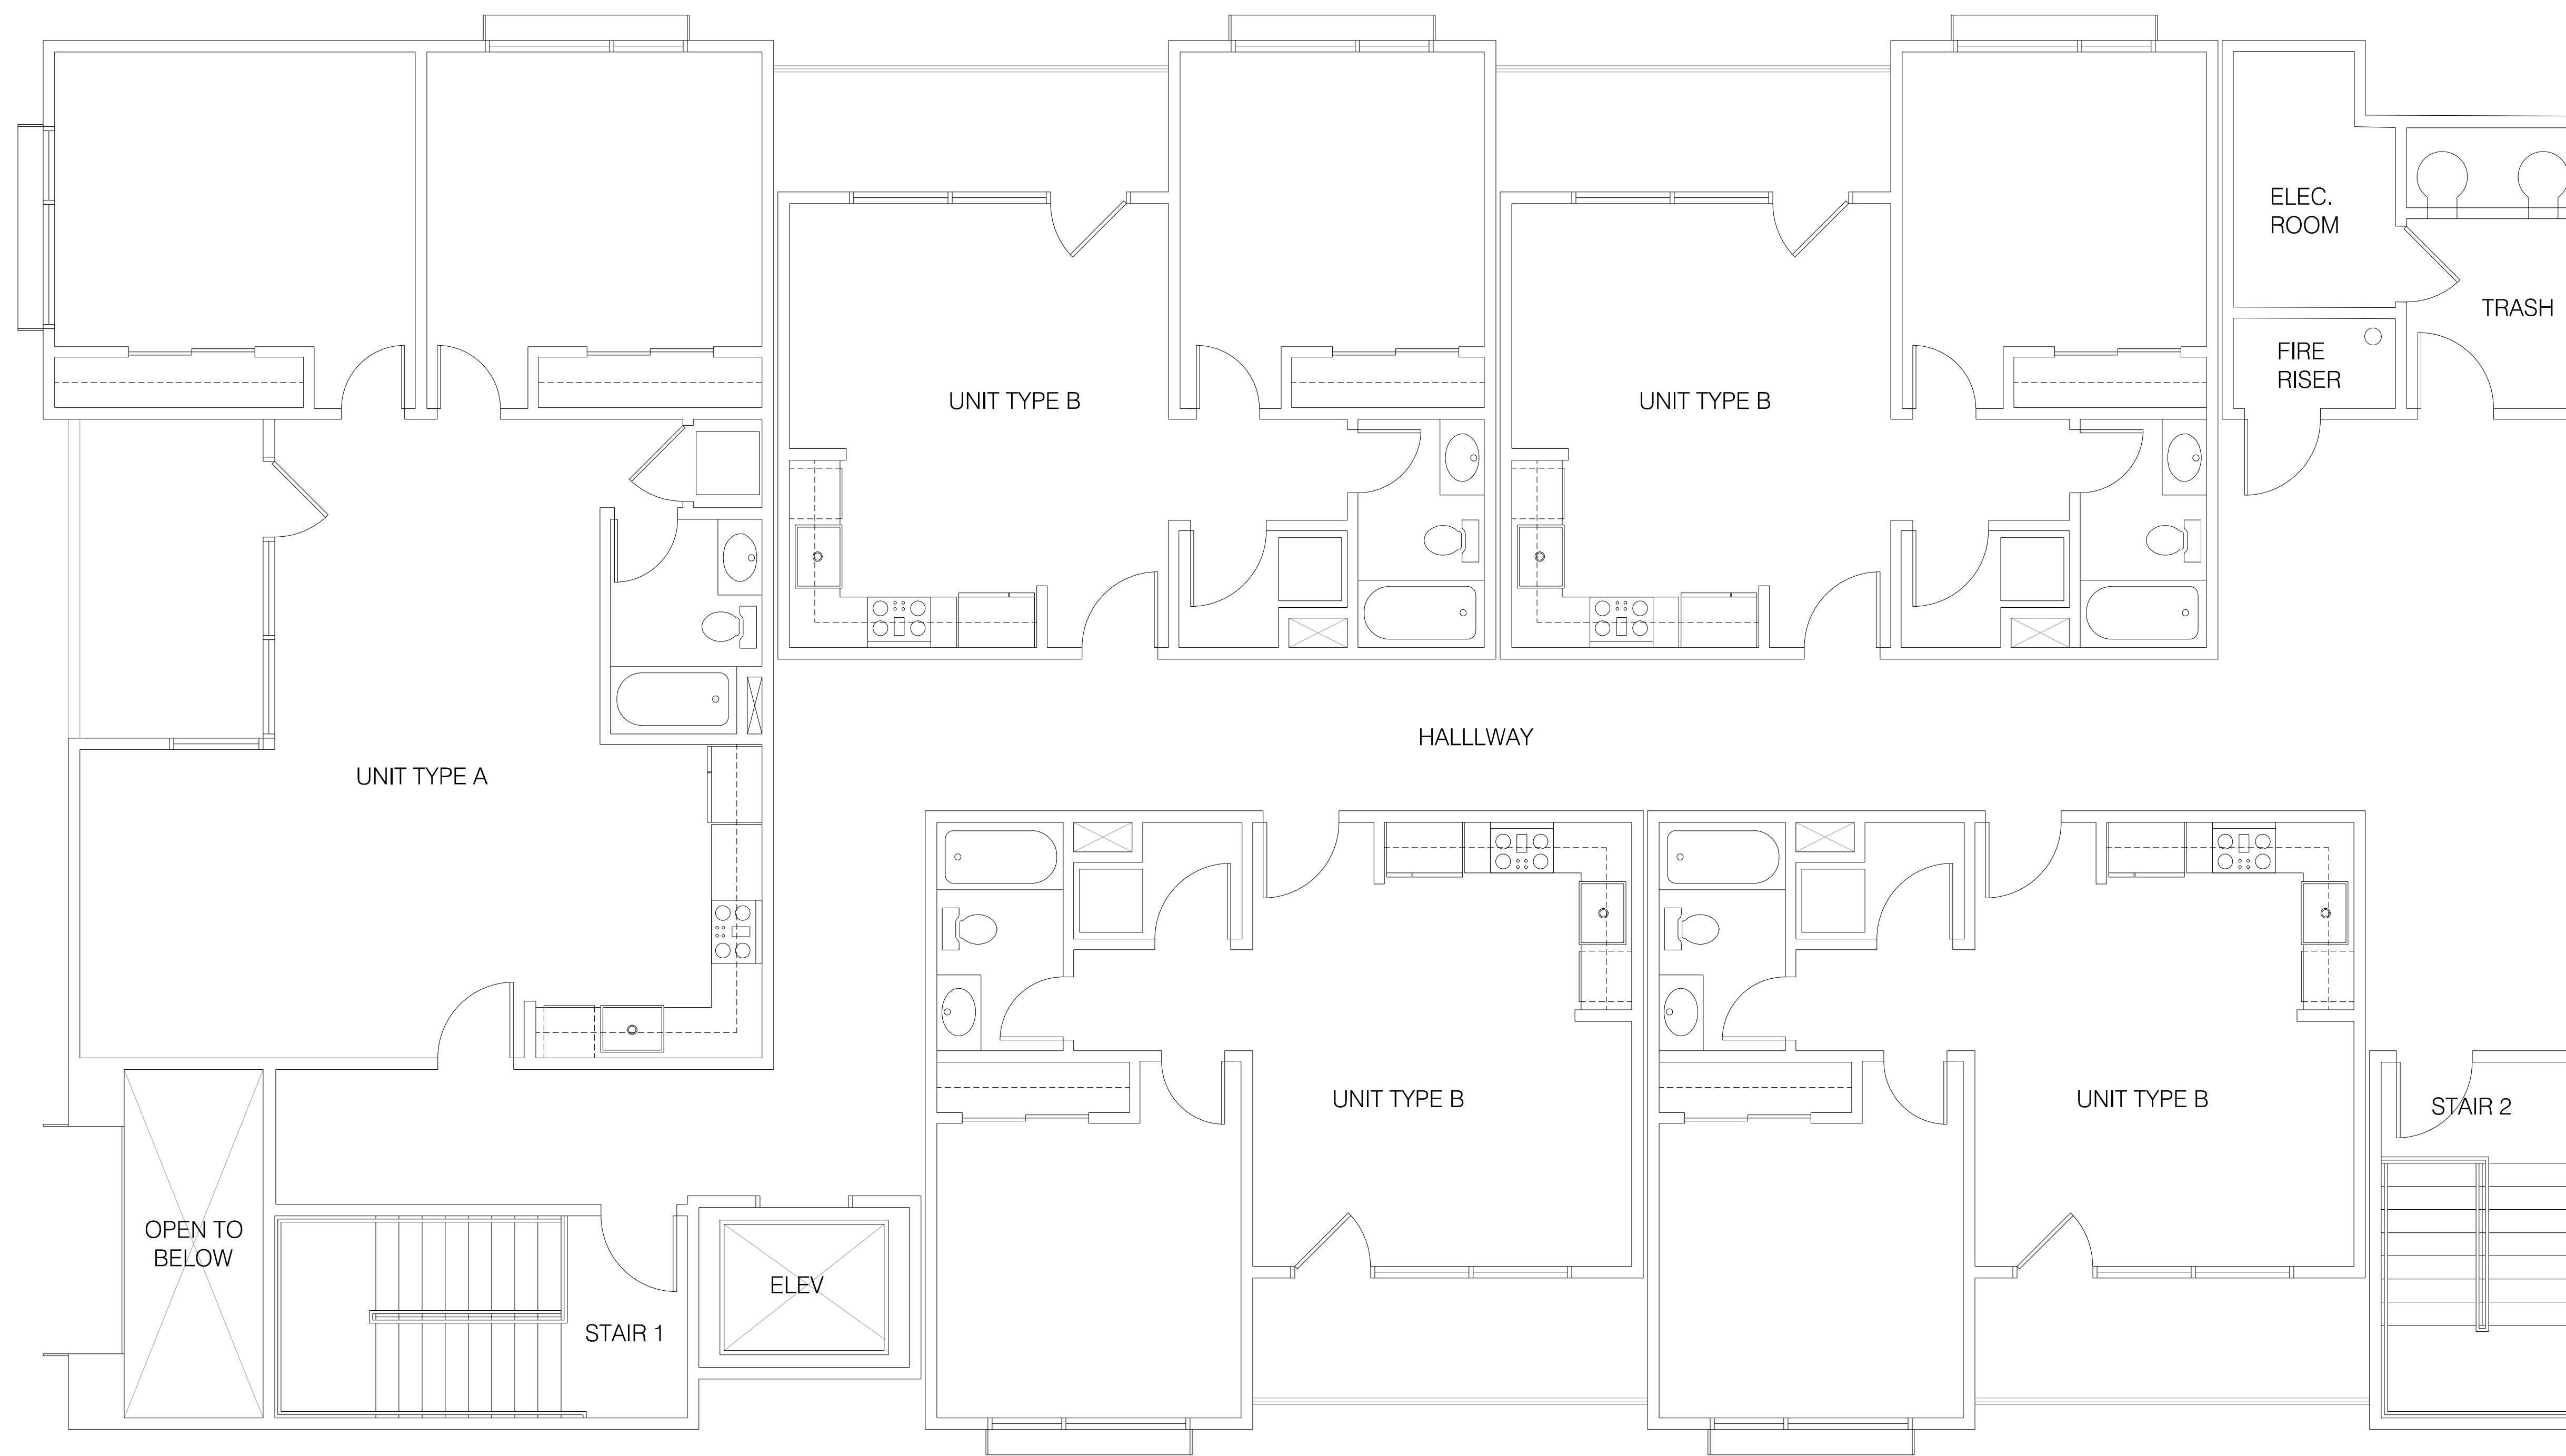 ELEC.
ROOM
TRASH
FIRE
RISER
UNIT TYPE B
UNIT TYPE B
HALLLWAY
UNIT TYPE A
UNIT TYPE B
UNIT TYPE B
STAIR 2
OPEN TO
BELOW
ELEV
STAIR 1